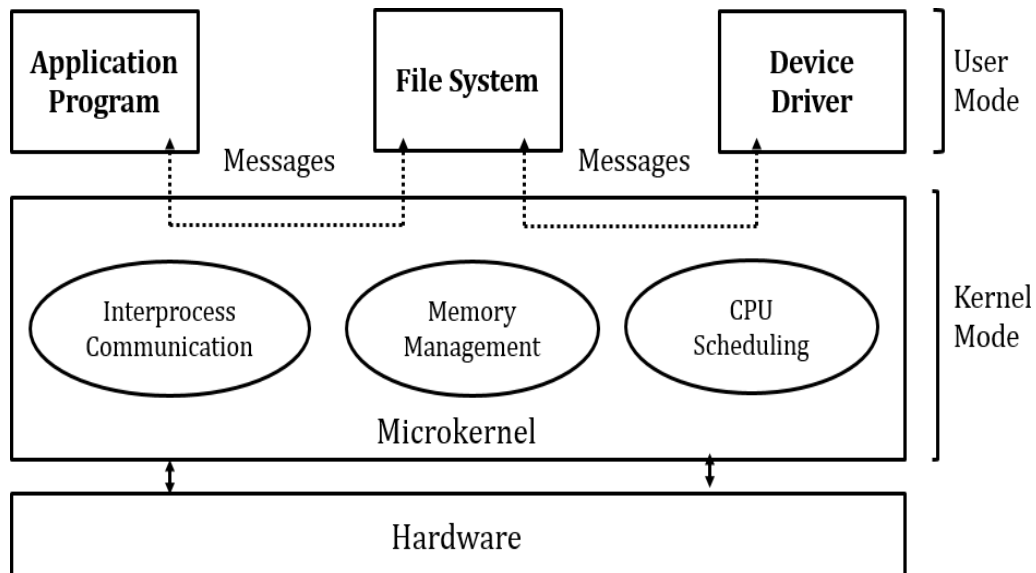 Application
Program
File System
Device
Driver
User
Mode
Messages
Messages
Interprocess
Communication
Memory
Management
CPU
Scheduling
Kernel
Mode
Microkernel
Hardware